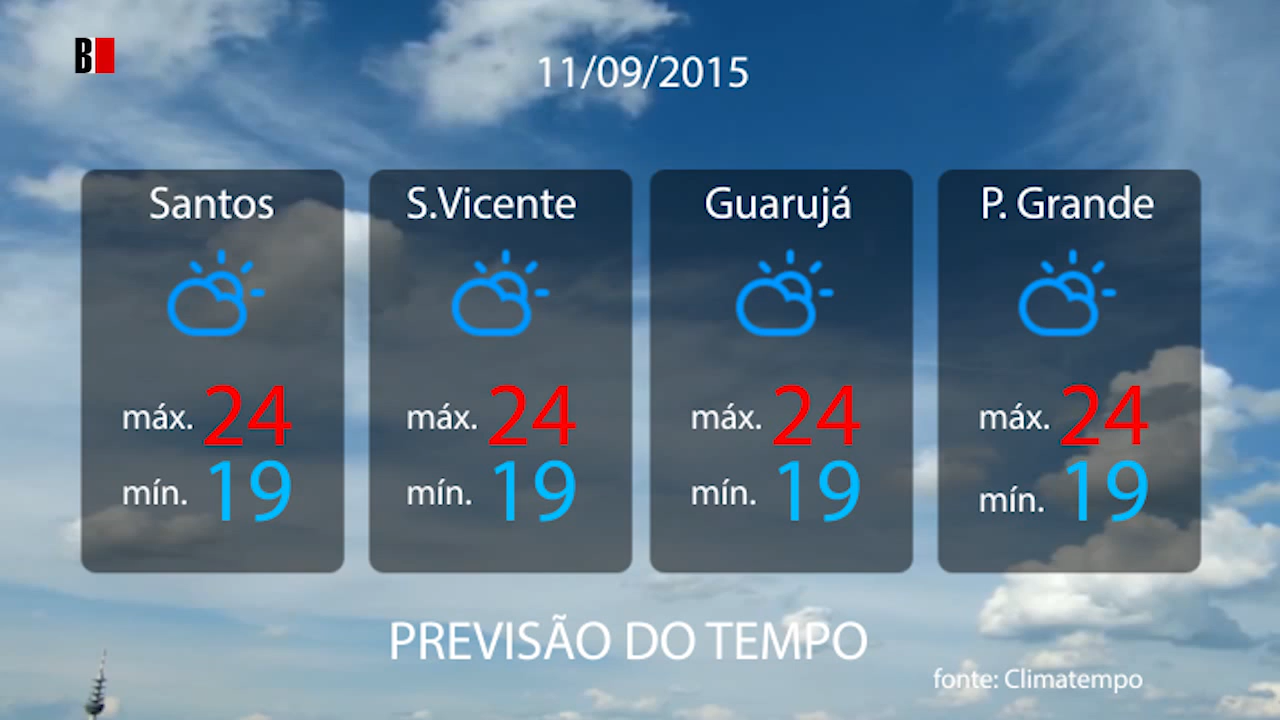 B
11/09/2015
Santos
máx. 24
mín. 19
S.Vicente
máx. 24
mín. 19
Guarujá
máx. 24
mín. 19
P. Grande
máx. 24
mín. 19
PREVISÃO DO TEMPO
fonte: Climatempo